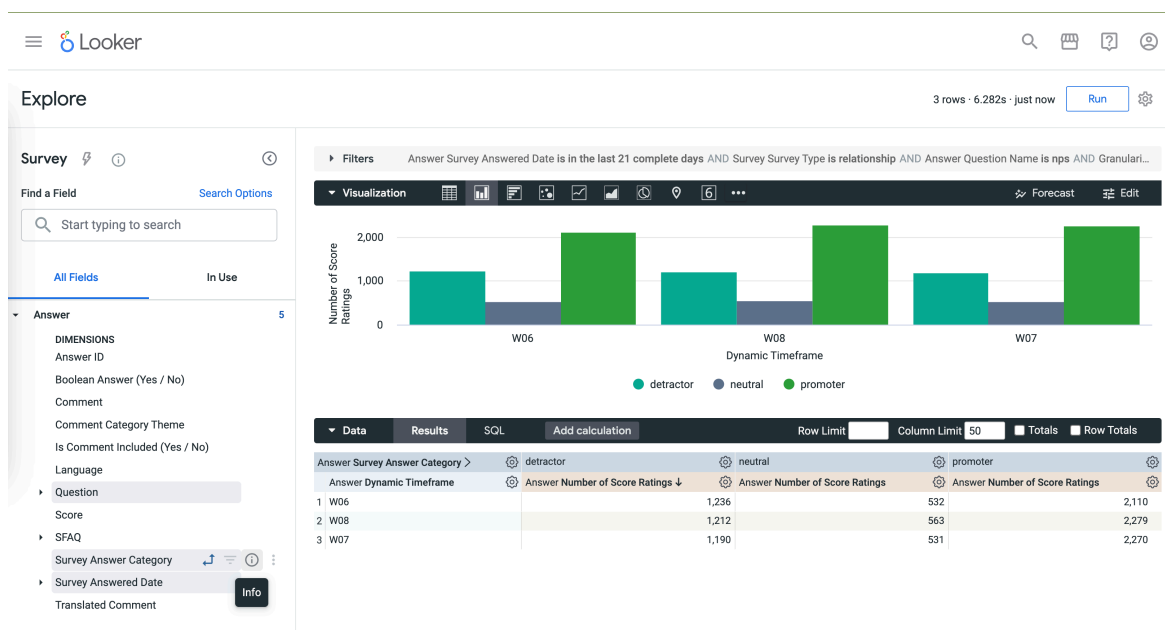 Looker
Explore
3 rows · 6.282s · just now
Run
Survey
Find a Field
Search Options
Start typing to search
All Fields
In Use
Answer
5
DIMENSIONS
Answer ID
Boolean Answer (Yes / No)
Comment
Comment Category Theme
Is Comment Included (Yes / No)
Language
Question
Score
SFAQ
Survey Answer Category
Survey Answered Date
Info
Translated Comment
Filters Answer Survey Answered Date is in the last 21 complete days AND Survey Survey Type is relationship AND Answer Question Name is nps AND Granulari...
Visualization
6
Forecast
Edit
Number of Score
Ratings
2,000
1,000
0
W06
W08
W07
Dynamic Timeframe
detractor
neutral
promoter
Data
Results
SQL
Add calculation
Row Limit
Column Limit 50
Totals
Row Totals
Answer Survey Answer Category detractor neutral promoter
Answer Dynamic Timeframe Answer Number of Score Ratings ↓ Answer Number of Score Ratings Answer Number of Score Ratings
1 W06 1,236 532 2,110
2 W08 1,212 563 2,279
3 W07 1,190 531 2,270